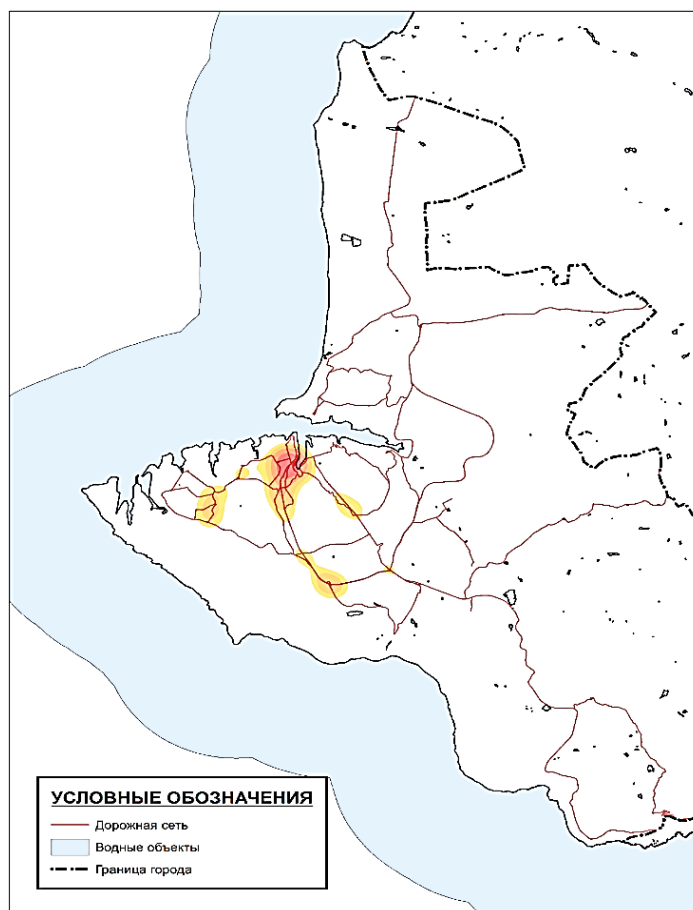 УСЛОВНЫЕ ОБОЗНАЧЕНИЯ
Дорожная сеть
Водные объекты
Граница города